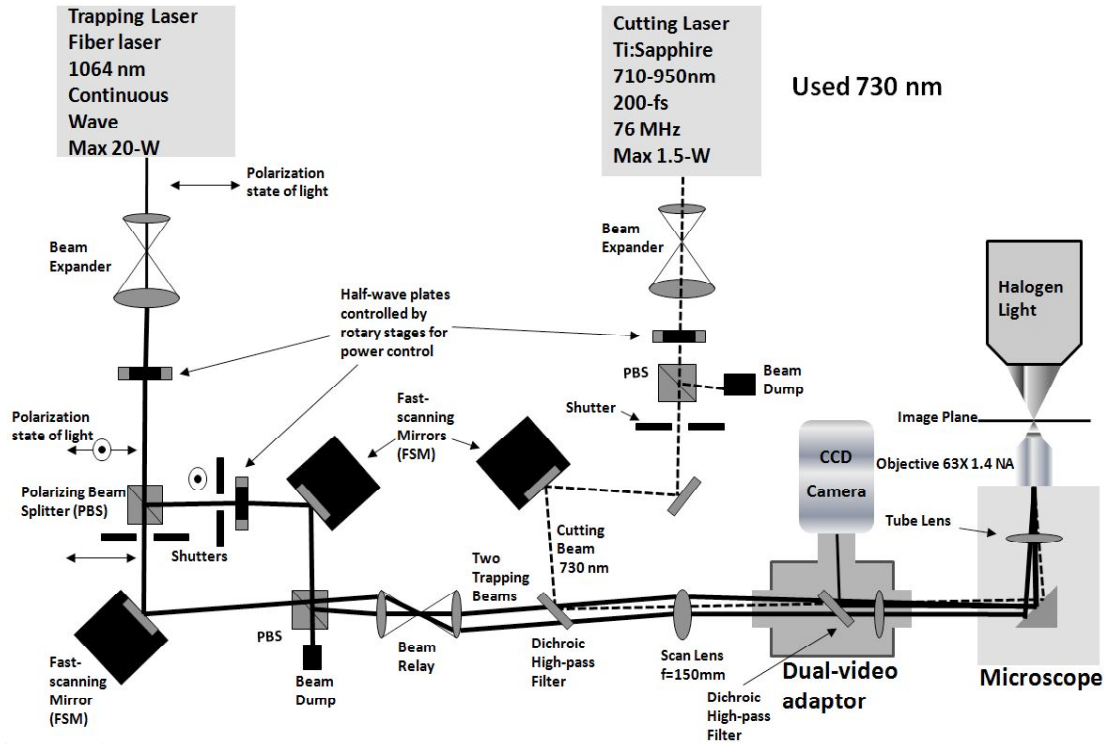 Trapping Laser
Fiber laser
1064 nm
Continuous
Wave
Max 20-W
Cutting Laser
Ti:Sapphire
710-950nm
200-fs
76 MHz
Max 1.5-W
Used 730 nm
Polarization
state of light
Beam
Expander
Beam
Expander
Half-wave plates
controlled by
rotary stages for
power control
Halogen
Light
PBS
Beam
Dump
Shutter
Fast-
scanning
Mirrors
(FSM)
Image Plane
Polarization
state of light
CCD
Camera
Objective 63X 1.4 NA
Polarizing Beam
Splitter (PBS)
Shutters
Tube Lens
Cutting
Beam
730 nm
Two
Trapping
Beams
PBS
Beam
Relay
Dichroic
High-pass
Filter
Scan Lens
f=150mm
Dual-video
adaptor
Microscope
Fast-
scanning
Mirror
(FSM)
Beam
Dump
Dichroic
High-pass
Filter